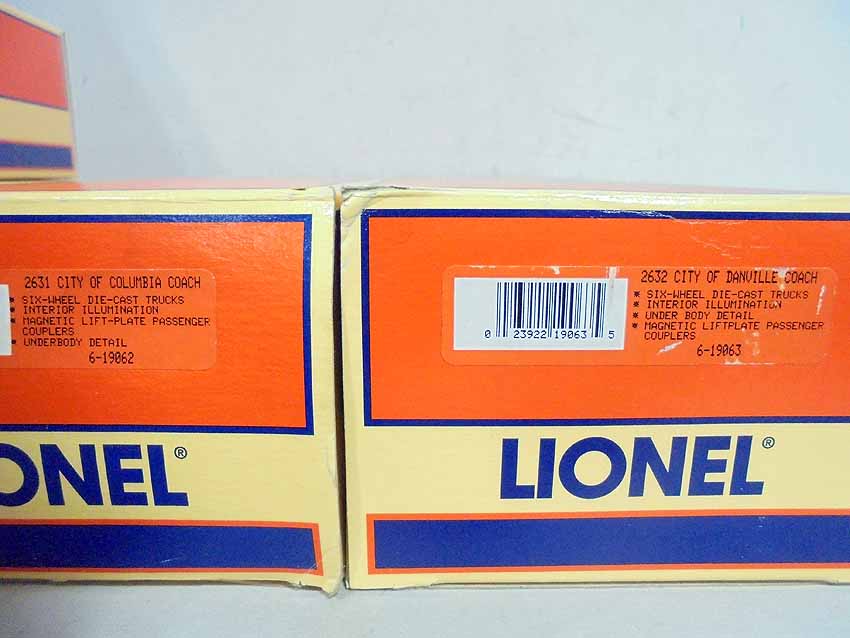 2631 CITY OF COLUMBIA COACH
* SIX-WHEEL DIE-CAST TRUCKS
* INTERIOR ILLUMINATION
* MAGNETIC LIFT-PLATE PASSENGER
COUPLERS
* UNDERBODY DETAIL
6-19062
ONEL®
2632 CITY OF DANVILLE COACH
* SIX-WHEEL DIE-CAST TRUCKS
* INTERIOR ILLUMINATION
* UNDER BODY DETAIL
* MAGNETIC LIFTPLATE PASSENGER
COUPLERS
6-19063
0 23922 19063 5
LIONEL®